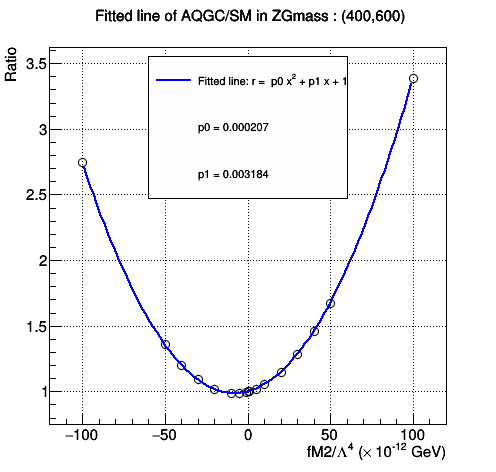 Fitted line of AQGC/SM in ZGmass : (400,600)
Ratio
3.5
3
2.5
2
1.5
1
Fitted line: r = p0 x² + p1 x + 1
p0 = 0.000207
p1 = 0.003184
−100 −50 0 50 100
fM2/Λ⁴ (× 10⁻¹² GeV)